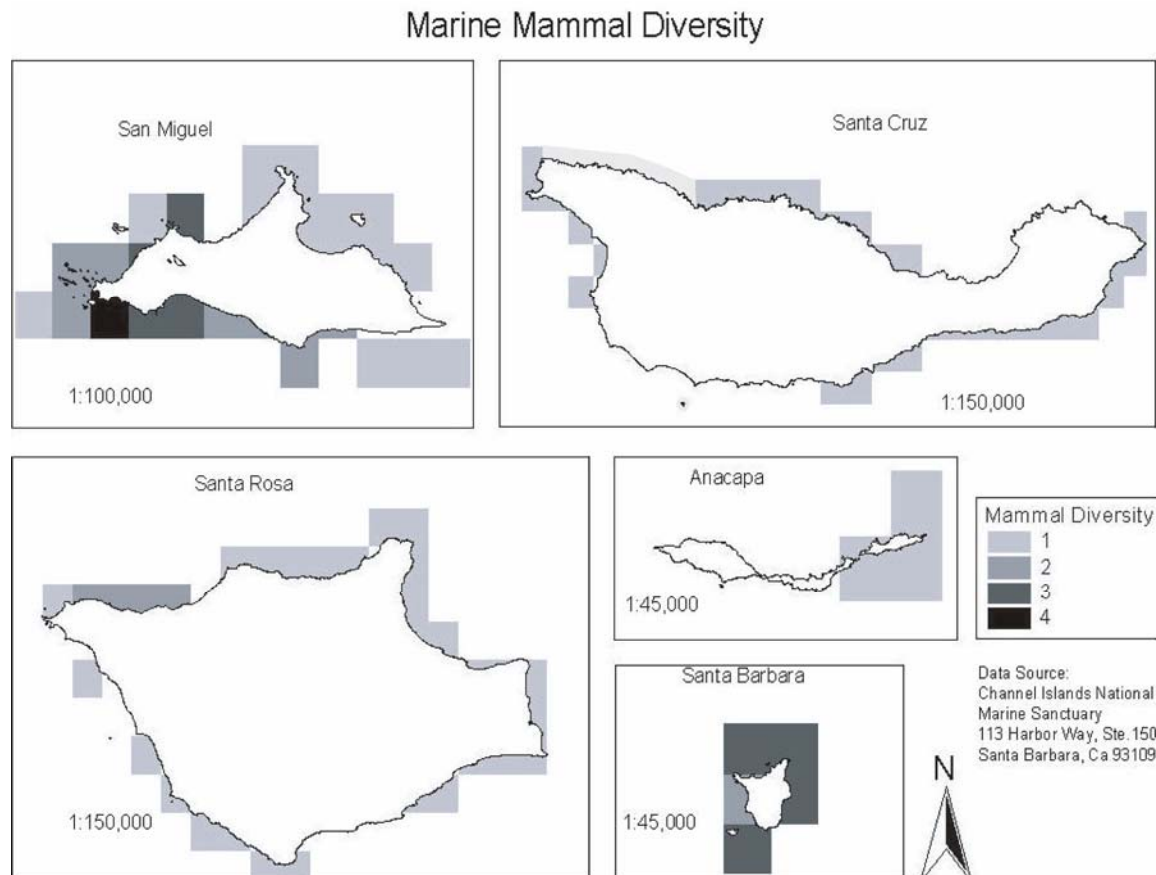 Marine Mammal Diversity
San Miguel
1:100,000
Santa Cruz
1:150,000
Santa Rosa
1:150,000
Anacapa
1:45,000
Santa Barbara
1:45,000
Mammal Diversity
1
2
3
4
Data Source:
Channel Islands National
Marine Sanctuary
113 Harbor Way, Ste.150
Santa Barbara, Ca 93109
N